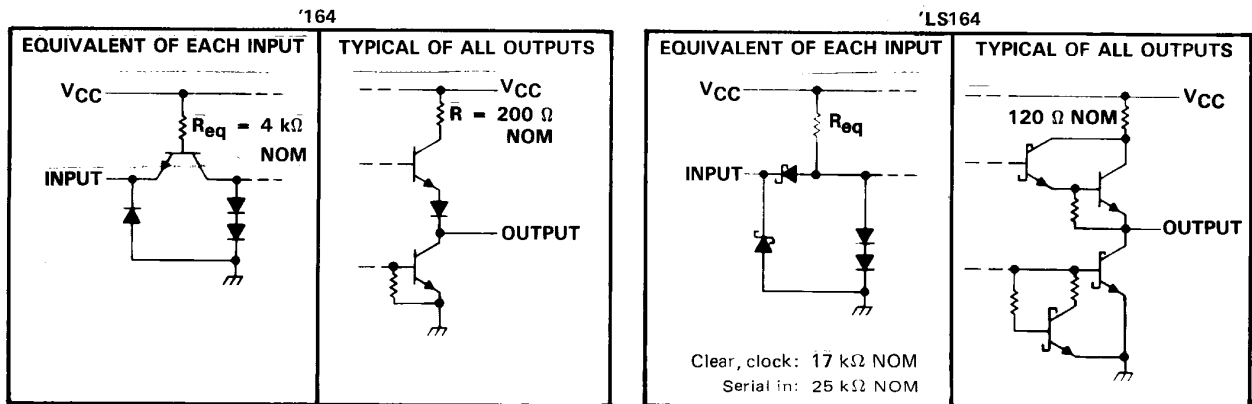 '164
EQUIVALENT OF EACH INPUT
VCC
Req = 4 kΩ
NOM
INPUT
TYPICAL OF ALL OUTPUTS
VCC
R = 200 Ω
NOM
OUTPUT
'LS164
EQUIVALENT OF EACH INPUT
VCC
Req
INPUT
Clear, clock: 17 kΩ NOM
Serial in: 25 kΩ NOM
TYPICAL OF ALL OUTPUTS
VCC
120 Ω NOM
OUTPUT